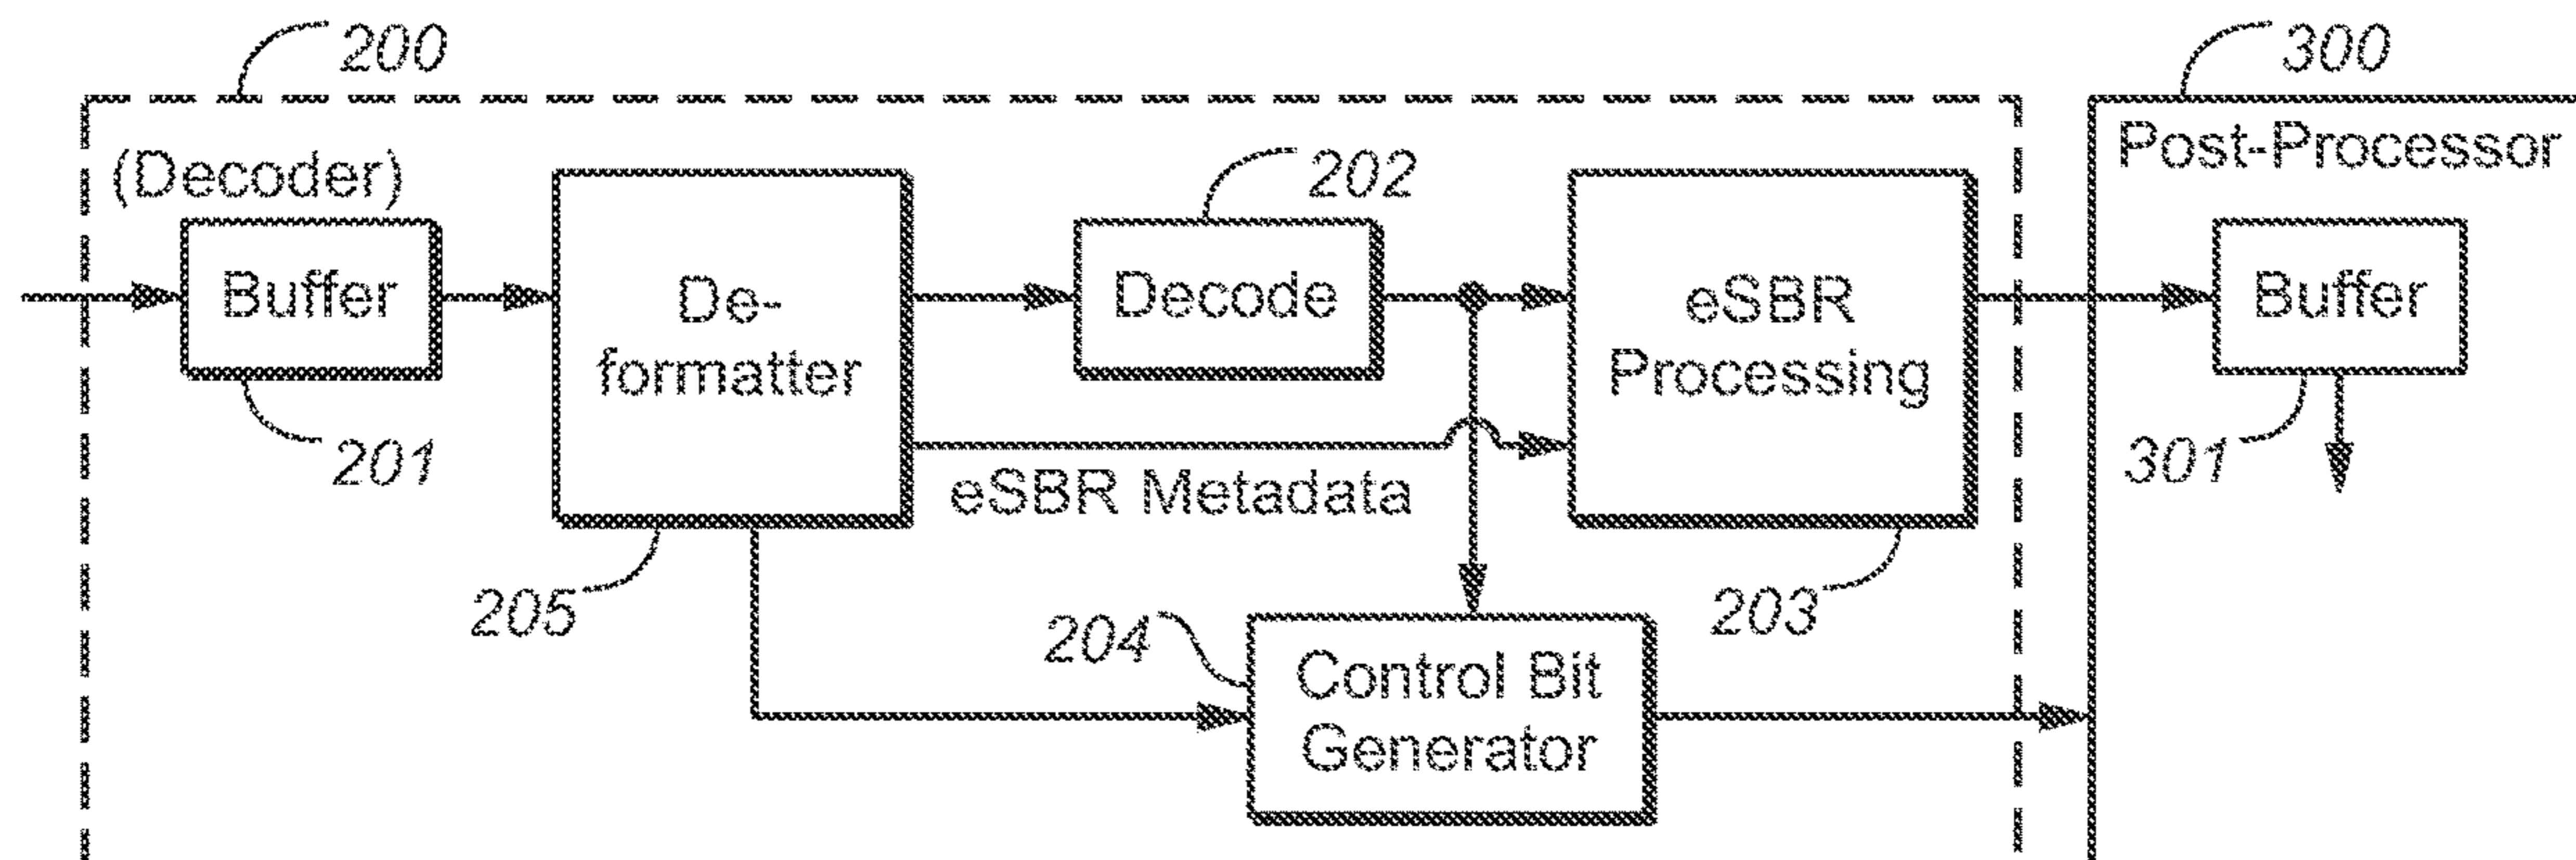 200
300
(Decoder)
Post-Processor
202
Buffer
De-
formatter
Decode
eSBR
Processing
Buffer
201
eSBR Metadata
301
205
204
203
Control Bit
Generator